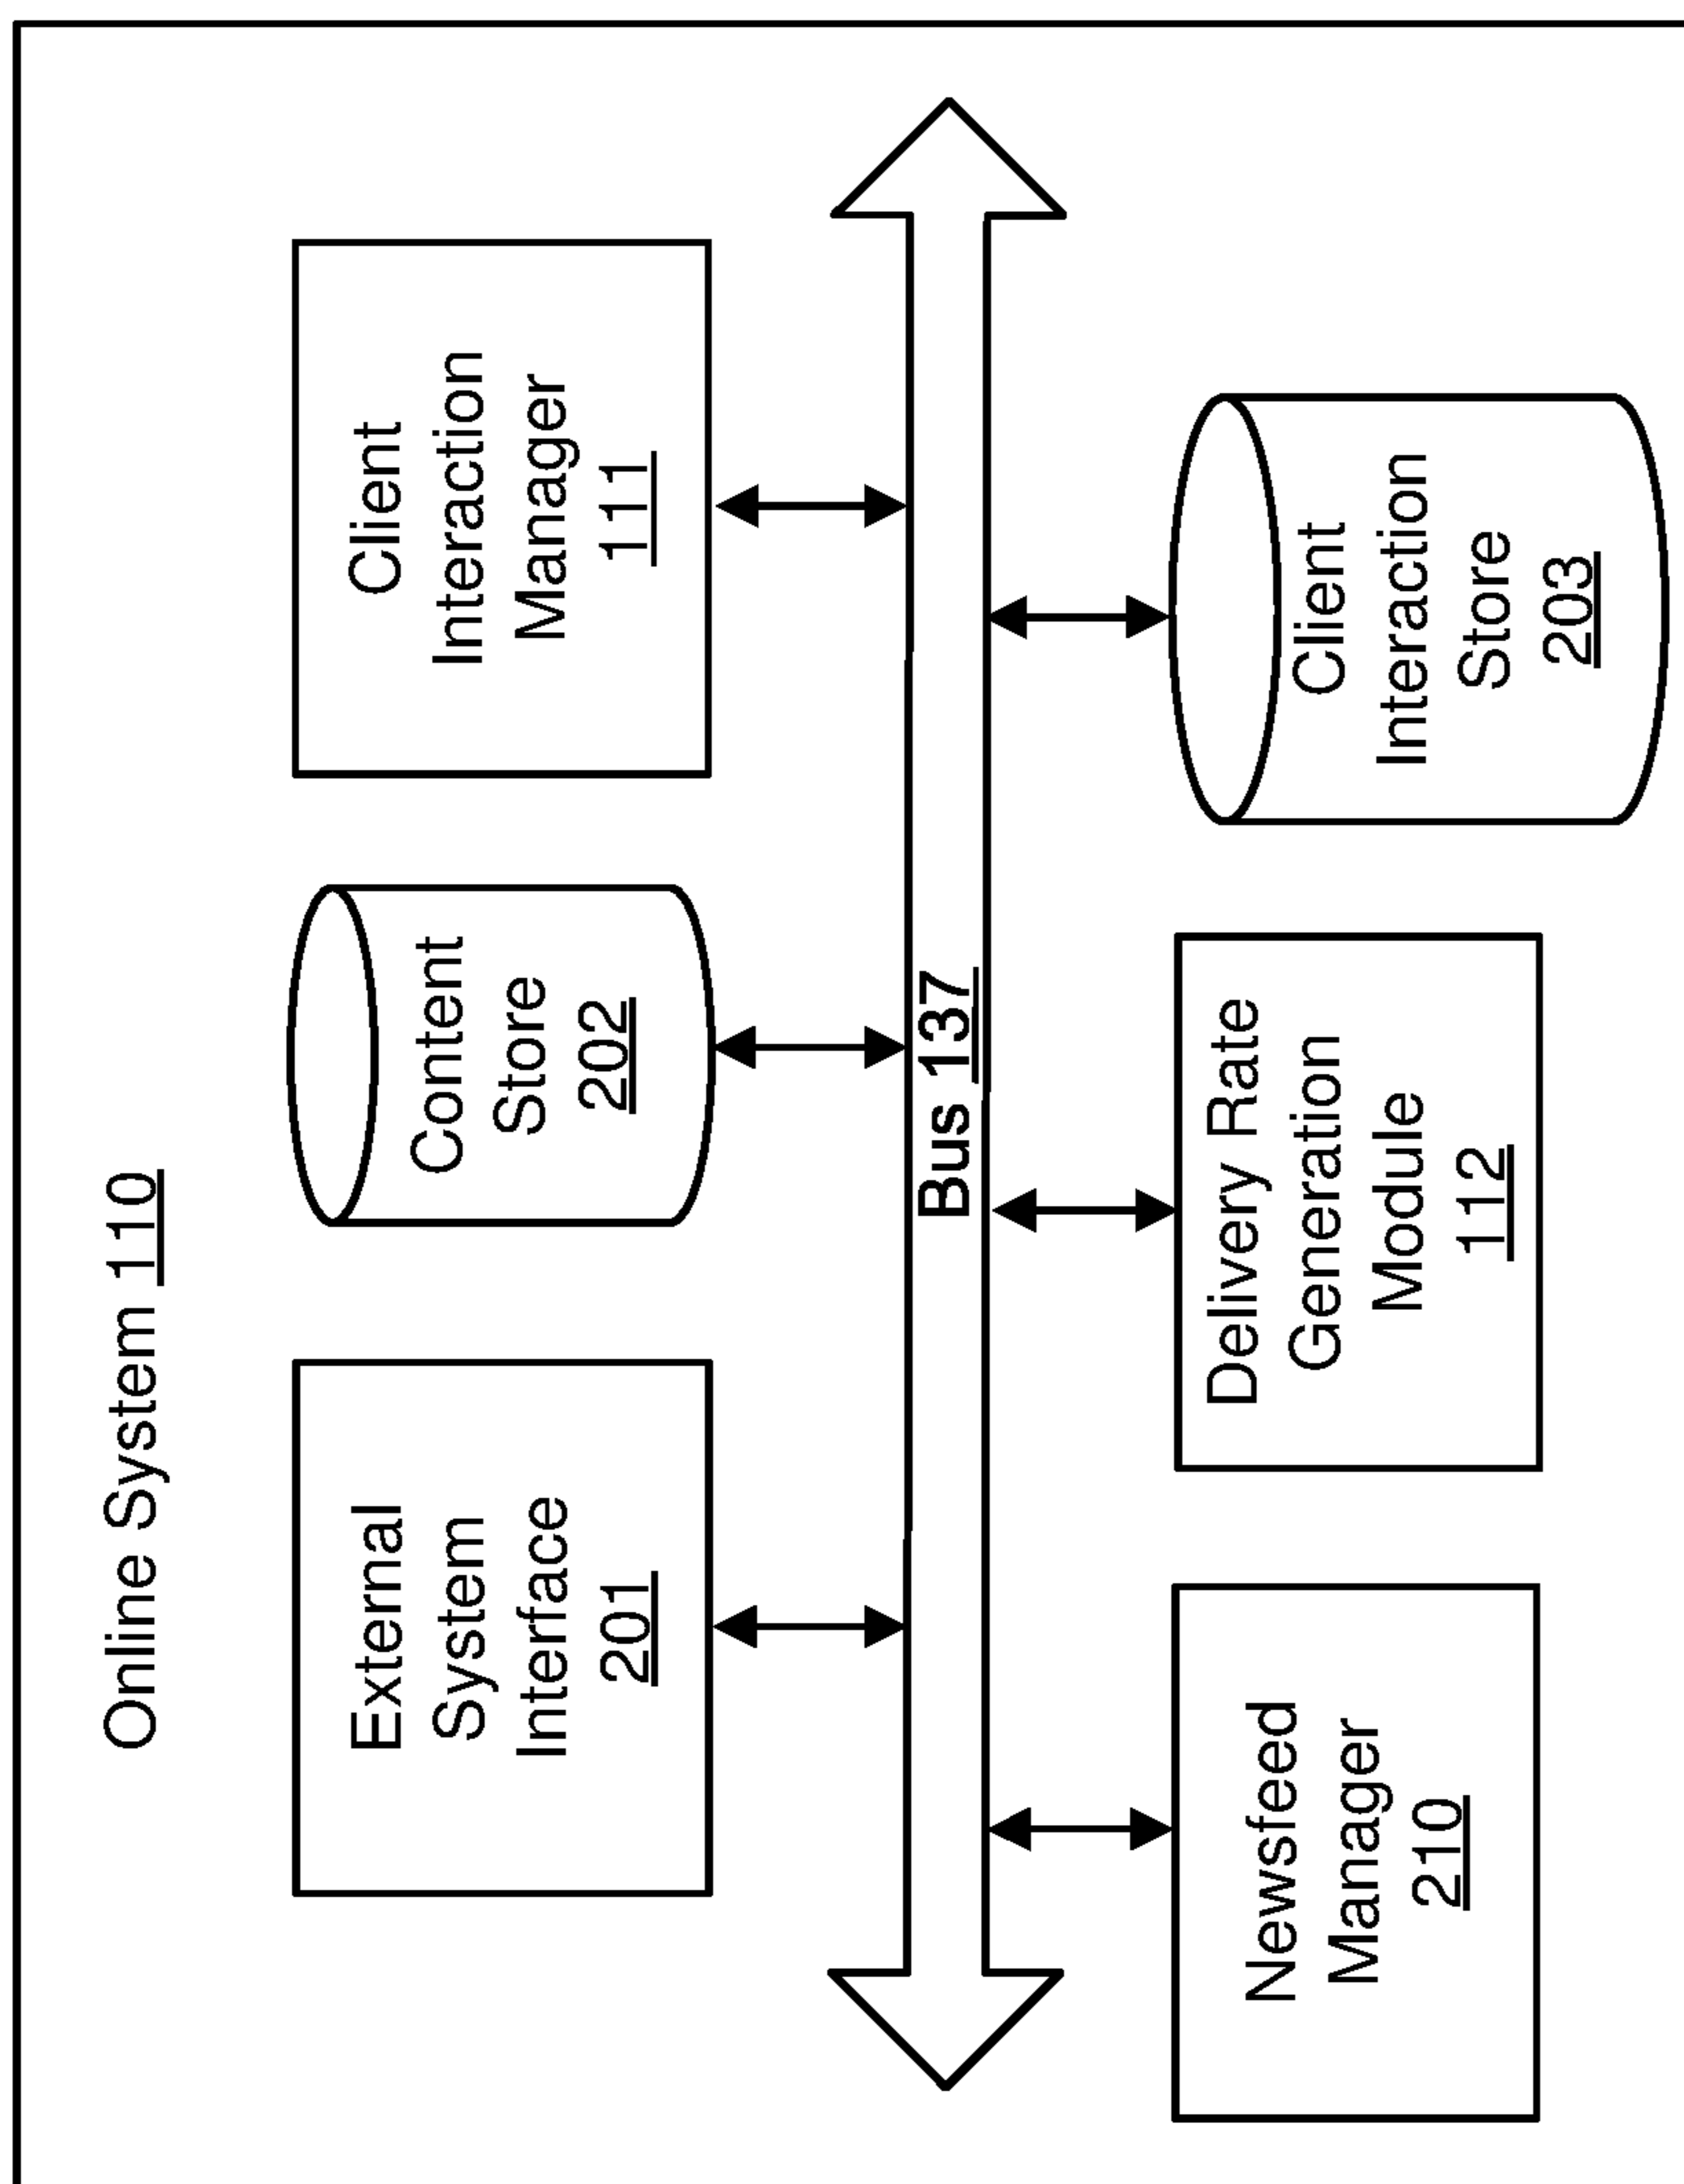 Online System 110
External
System
Interface
201
Content
Store
202
Client
Interaction
Manager
111
Bus 137
Newsfeed
Manager
210
Delivery Rate
Generation
Module
112
Client
Interaction
Store
203